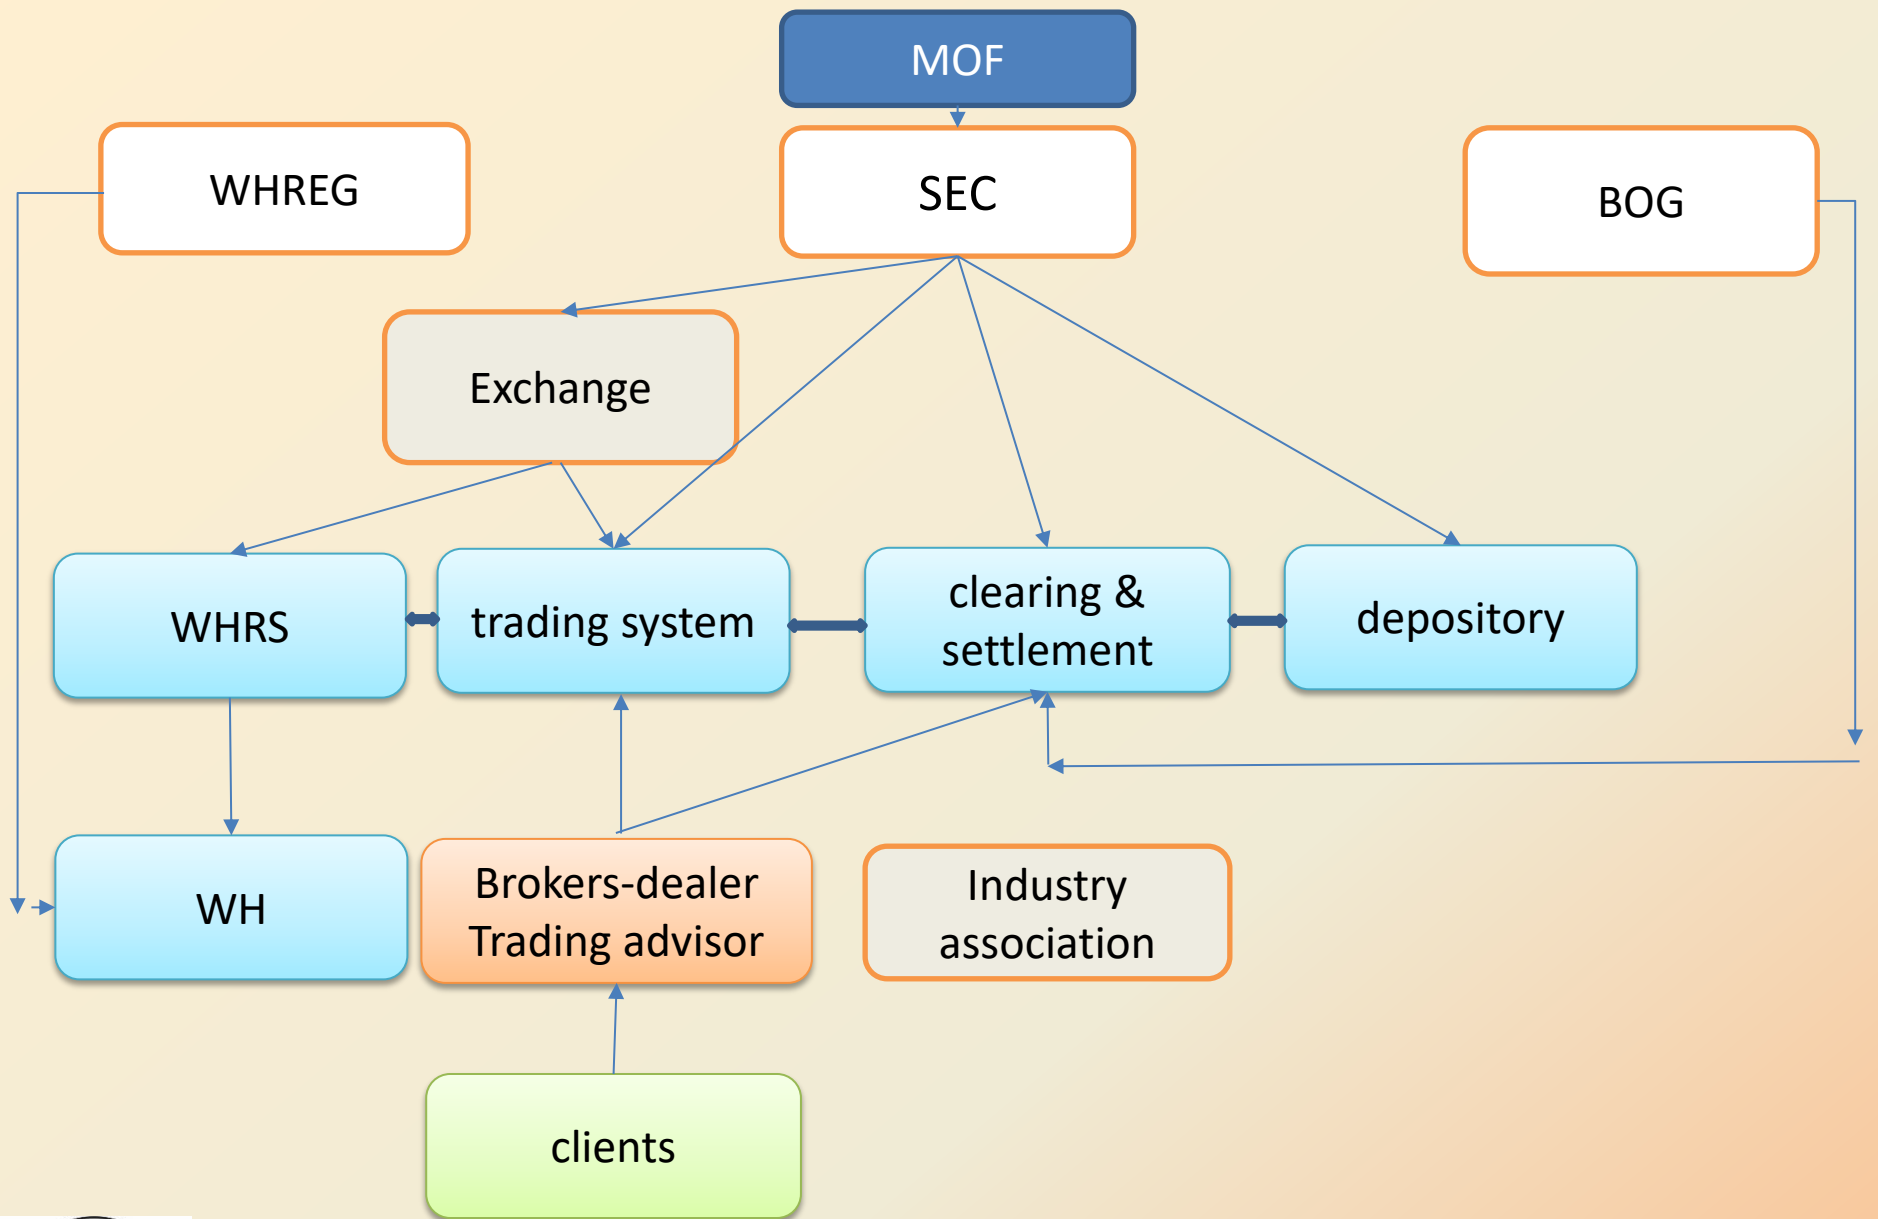 MOF
WHREG
SEC
BOG
Exchange
WHRS
trading system
clearing &
settlement
depository
WH
Brokers-dealer
Trading advisor
Industry
association
clients